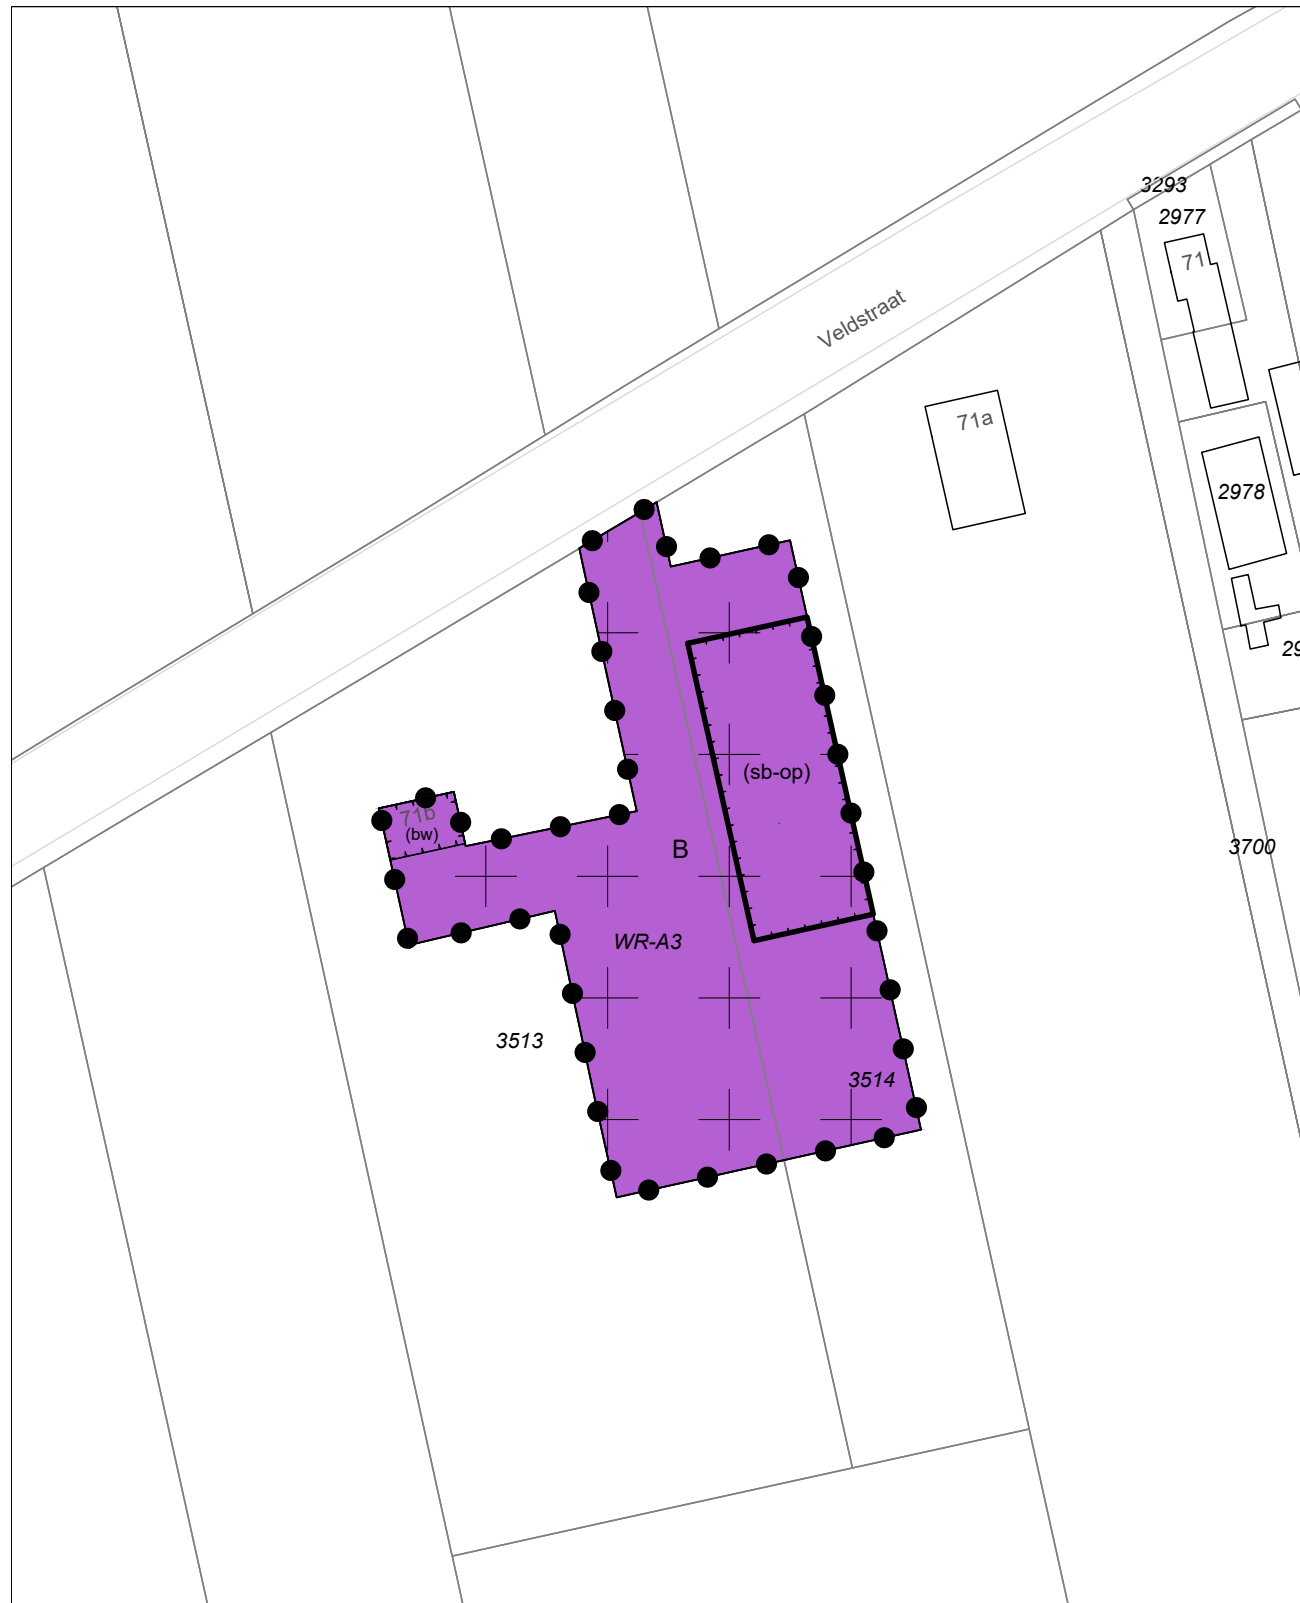 3293
2977
71
Veldstraat
71a
2978
29
(sb-op)
71b
(bw)
B
3700
WR-A3
3513
3514